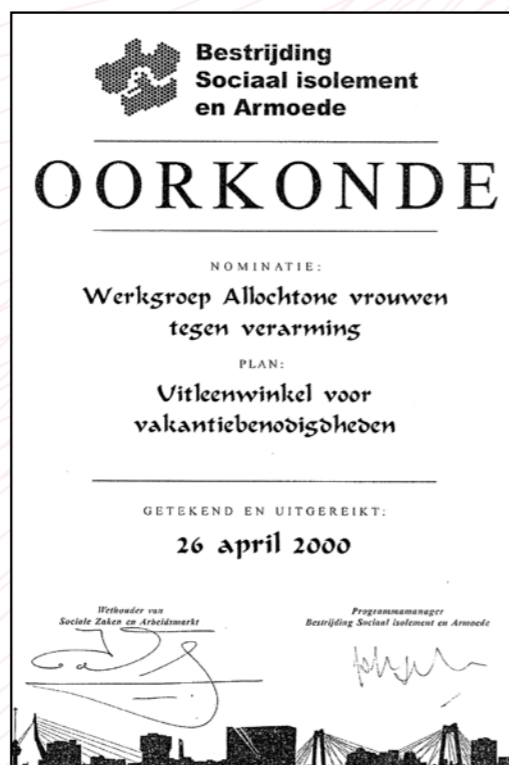 Bestrijding
Sociaal isolement
en Armoede
OORKONDE
NOMINATIE:
Werkgroep Allochtone vrouwen
tegen verarming
PLAN:
Uitleenwinkel voor
vakantiebenodigdheden
GETEKEND EN UITGEREIKT:
26 april 2000
Wethouder van
Sociale Zaken en Arbeidsmarkt
Programmamanager
Bestrijding Sociaal isolement en Armoede